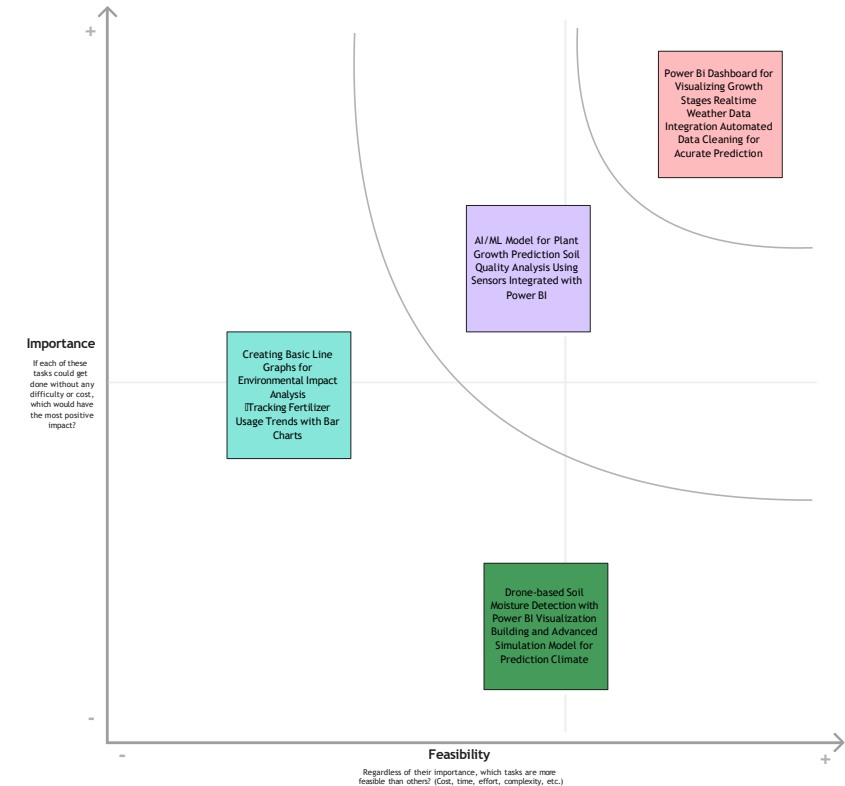 +
Power Bi Dashboard for
Visualizing Growth
Stages Realtime
Weather Data
Integration Automated
Data Cleaning for
Acurate Prediction
AI/ML Model for Plant
Growth Prediction Soil
Quality Analysis Using
Sensors Integrated with
Power BI
Importance
If each of these
tasks could get
done without any
difficulty or cost,
which would have
the most positive
impact?
Creating Basic Line
Graphs for
Environmental Impact
Analysis
Tracking Fertilizer
Usage Trends with Bar
Charts
Drone-based Soil
Moisture Detection with
Power BI Visualization
Building and Advanced
Simulation Model for
Prediction Climate
-
-
Feasibility
+
Regardless of their importance, which tasks are more
feasible than others? (Cost, time, effort, complexity, etc.)